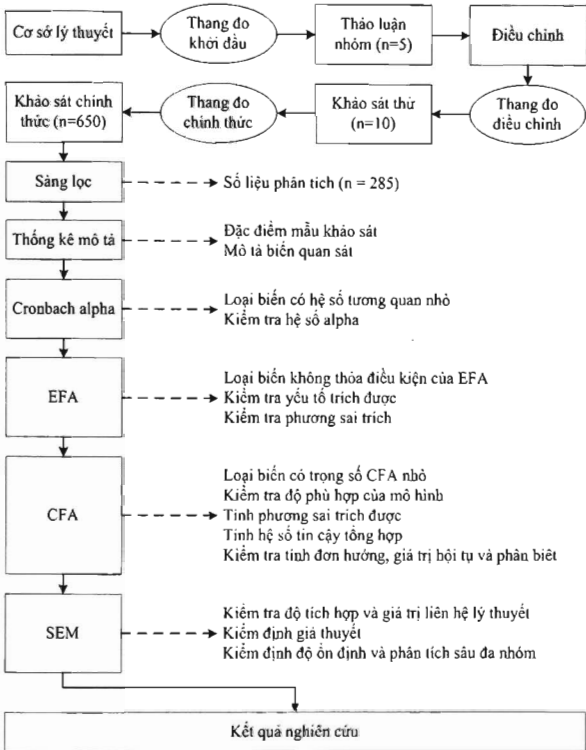 Cơ sở lý thuyết
Thang đo
khởi đầu
Thảo luận
nhóm (n=5)
Điều chỉnh
Khảo sát chính
thức (n=650)
Thang đo
chính thức
Khảo sát thử
(n=10)
Thang đo
điều chỉnh
Sàng lọc
Số liệu phân tích (n = 285)
Thống kê mô tả
Đặc điểm mẫu khảo sát
Mô tả biến quan sát
Cronbach alpha
Loại biến có hệ số tương quan nhỏ
Kiểm tra hệ số alpha
EFA
Loại biến không thỏa điều kiện của EFA
Kiểm tra yếu tố trích được
Kiểm tra phương sai trích
CFA
Loại biến có trọng số CFA nhỏ
Kiểm tra độ phù hợp của mô hình
Tính phương sai trích được
Tính hệ số tin cậy tổng hợp
Kiểm tra tính đơn hướng, giá trị hội tụ và phân biêt
SEM
Kiểm tra độ tích hợp và giá trị liên hệ lý thuyết
Kiểm định giả thuyết
Kiểm định độ ổn định và phân tích sâu đa nhóm
Kết quả nghiên cứu